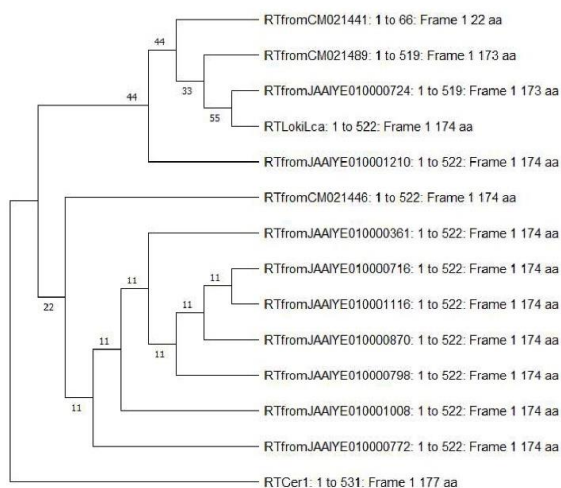 RTfromCM021441: 1 to 66: Frame 1 22 aa
44
RTfromCM021489: 1 to 519: Frame 1 173 aa
33
RTfromJAAIYE010000724: 1 to 519: Frame 1 173 aa
44
55
RTLokiLca: 1 to 522: Frame 1 174 aa
RTfromJAAIYE010001210: 1 to 522: Frame 1 174 aa
RTfromCM021446: 1 to 522: Frame 1 174 aa
RTfromJAAIYE010000361: 1 to 522: Frame 1 174 aa
22
RTfromJAAIYE010000716: 1 to 522: Frame 1 174 aa
11
11
RTfromJAAIYE010001116: 1 to 522: Frame 1 174 aa
11
RTfromJAAIYE010000870: 1 to 522: Frame 1 174 aa
11
11
RTfromJAAIYE010000798: 1 to 522: Frame 1 174 aa
11
RTfromJAAIYE010001008: 1 to 522: Frame 1 174 aa
RTfromJAAIYE010000772: 1 to 522: Frame 1 174 aa
RTCer1: 1 to 531: Frame 1 177 aa